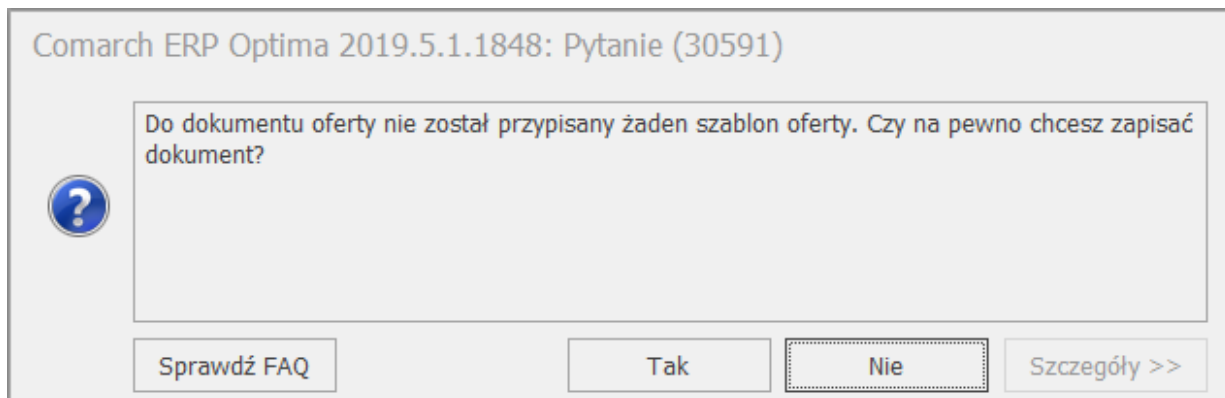 Comarch ERP Optima 2019.5.1.1848: Pytanie (30591)
Do dokumentu oferty nie został przypisany żaden szablon oferty. Czy na pewno chcesz zapisać
dokument?
Sprawdź FAQ Tak Nie Szczegóły >>